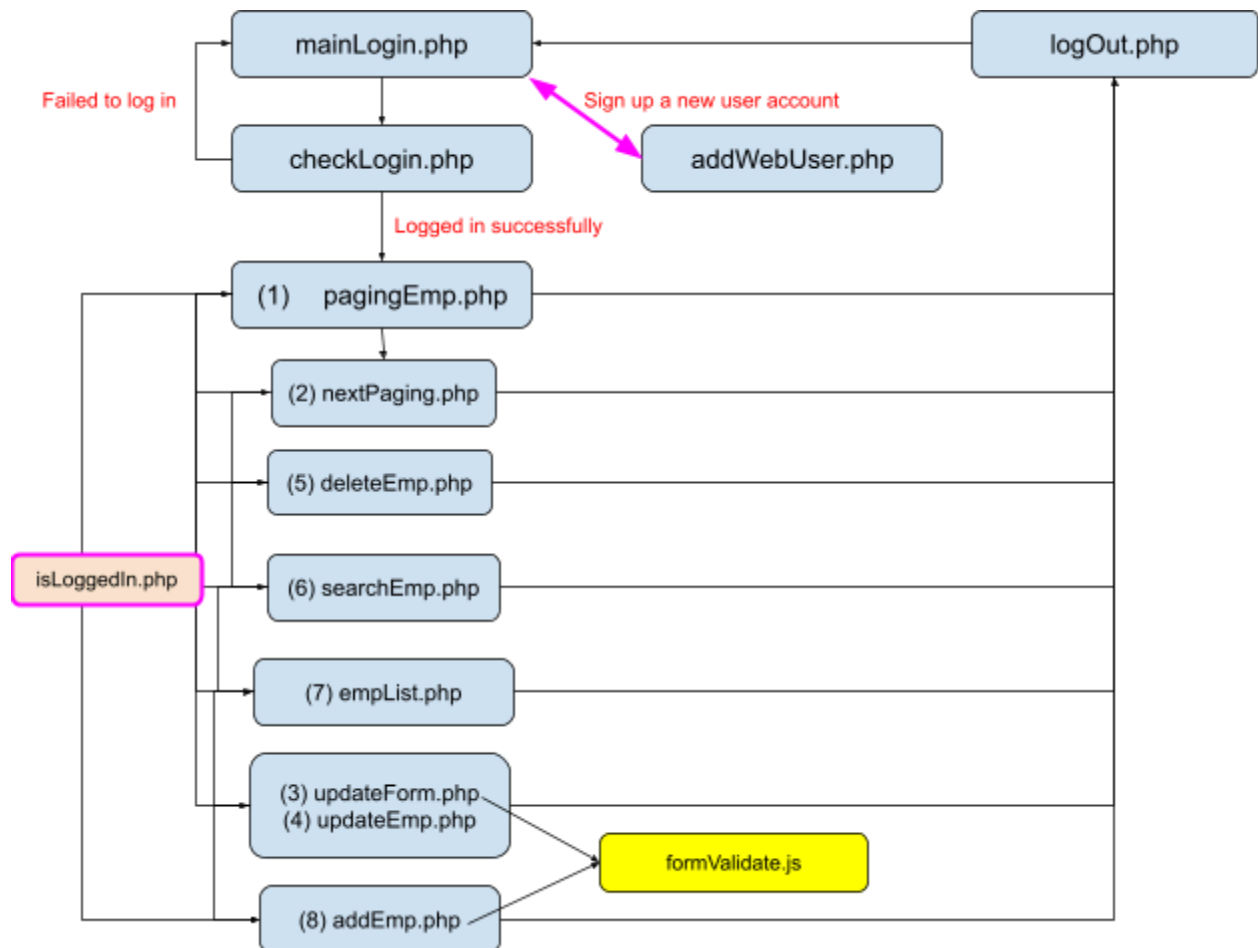 mainLogin.php
logOut.php
Failed to log in
Sign up a new user account
checkLogin.php
addWebUser.php
Logged in successfully
(1) pagingEmp.php
(2) nextPaging.php
(5) deleteEmp.php
isLoggedIn.php
(6) searchEmp.php
(7) empList.php
(3) updateForm.php
(4) updateEmp.php
formValidate.js
(8) addEmp.php